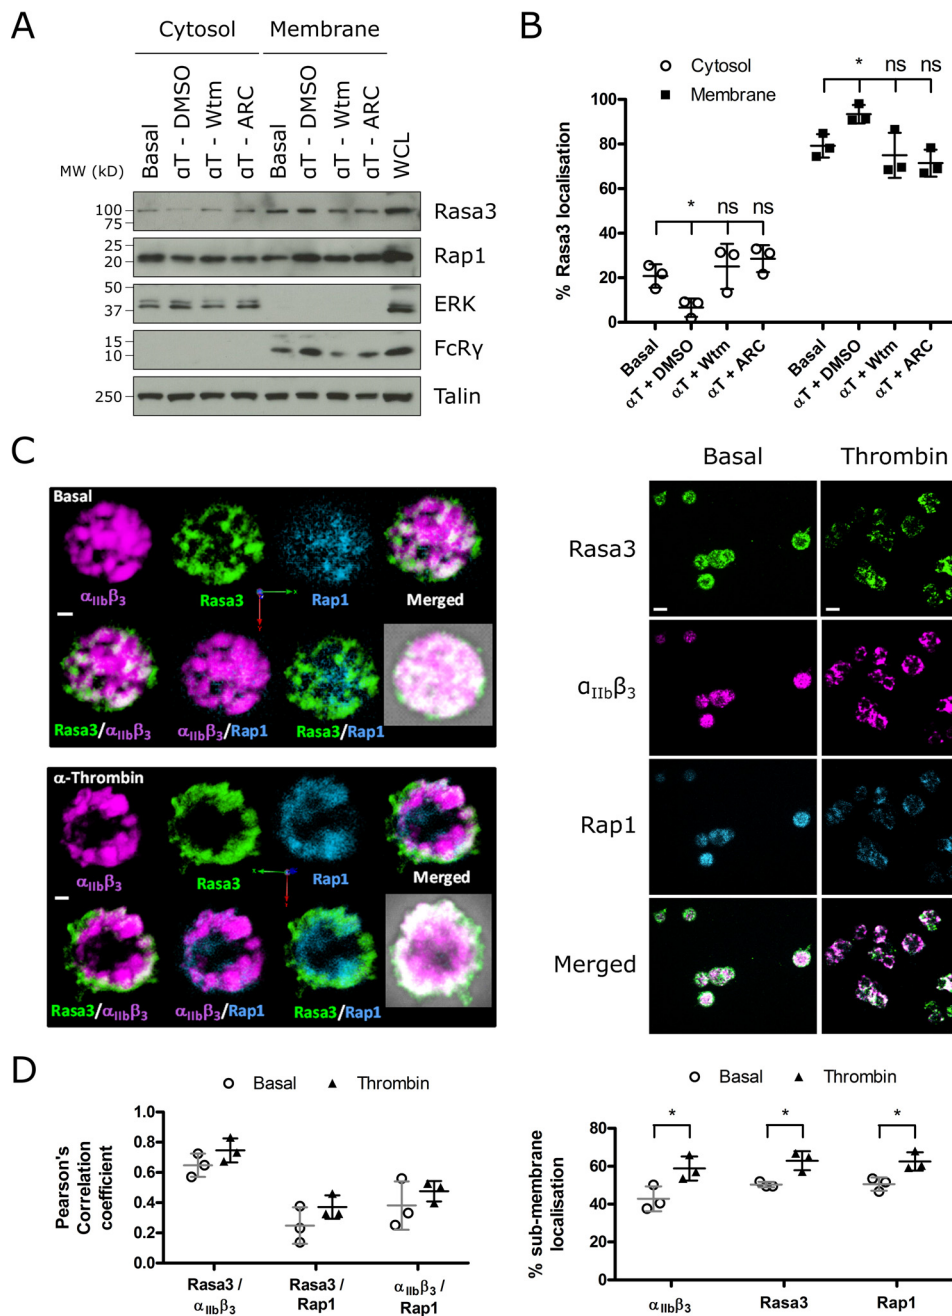 A
Cytosol Membrane
Basal
αT - DMSO
αT - Wtm
αT - ARC
Basal
αT - DMSO
αT - Wtm
αT - ARC
WCL
MW (kD)
100
75
Rasa3
25
20
Rap1
50
37
ERK
15
10
FcRγ
250
Talin
B
Cytosol
Membrane
* ns ns
* ns ns
% Rasa3 localisation
100
80
60
40
20
0
Basal
αT + DMSO
αT + Wtm
αT + ARC
Basal
αT + DMSO
αT + Wtm
αT + ARC
C
Basal
αIIbβ3 Rasa3 Rap1 Merged
x
Y
Rasa3/αIIbβ3 αIIbβ3/Rap1 Rasa3/Rap1
α-Thrombin
αIIbβ3 Rasa3 Rap1 Merged
Rasa3/αIIbβ3 αIIbβ3/Rap1 Rasa3/Rap1
Basal Thrombin
Rasa3
αIIbβ3
Rap1
Merged
D
Basal Thrombin
Pearson's
Correlation
coefficient
1.0
0.8
0.6
0.4
0.2
0.0
Rasa3 /
αIIbβ3
Rasa3 /
Rap1
αIIbβ3 /
Rap1
Basal Thrombin
* * *
% sub-membrane
localisation
80
60
40
20
0
αIIbβ3 Rasa3 Rap1